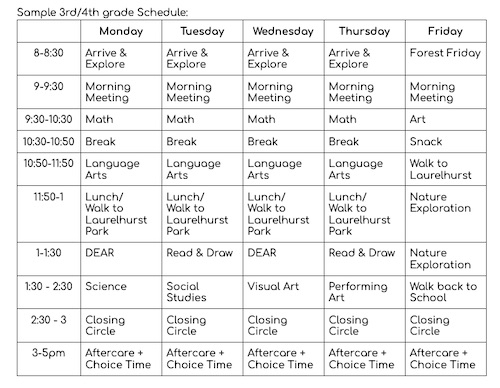 Sample 3rd/4th grade Schedule:
Monday Tuesday Wednesday Thursday Friday
8-8:30 Arrive & Explore Arrive & Explore Arrive & Explore Arrive & Explore Forest Friday
9-9:30 Morning Meeting Morning Meeting Morning Meeting Morning Meeting Morning Meeting
9:30-10:30 Math Math Math Math Art
10:30-10:50 Break Break Break Break Snack
10:50-11:50 Language Arts Language Arts Language Arts Language Arts Walk to Laurelhurst
11:50-1 Lunch/ Walk to Laurelhurst Park Lunch/ Walk to Laurelhurst Park Lunch/ Walk to Laurelhurst Park Lunch/ Walk to Laurelhurst Park Nature Exploration
1-1:30 DEAR Read & Draw DEAR Read & Draw Nature Exploration
1:30 - 2:30 Science Social Studies Visual Art Performing Art Walk back to School
2:30 - 3 Closing Circle Closing Circle Closing Circle Closing Circle Closing Circle
3-5pm Aftercare + Choice Time Aftercare + Choice Time Aftercare + Choice Time Aftercare + Choice Time Aftercare + Choice Time